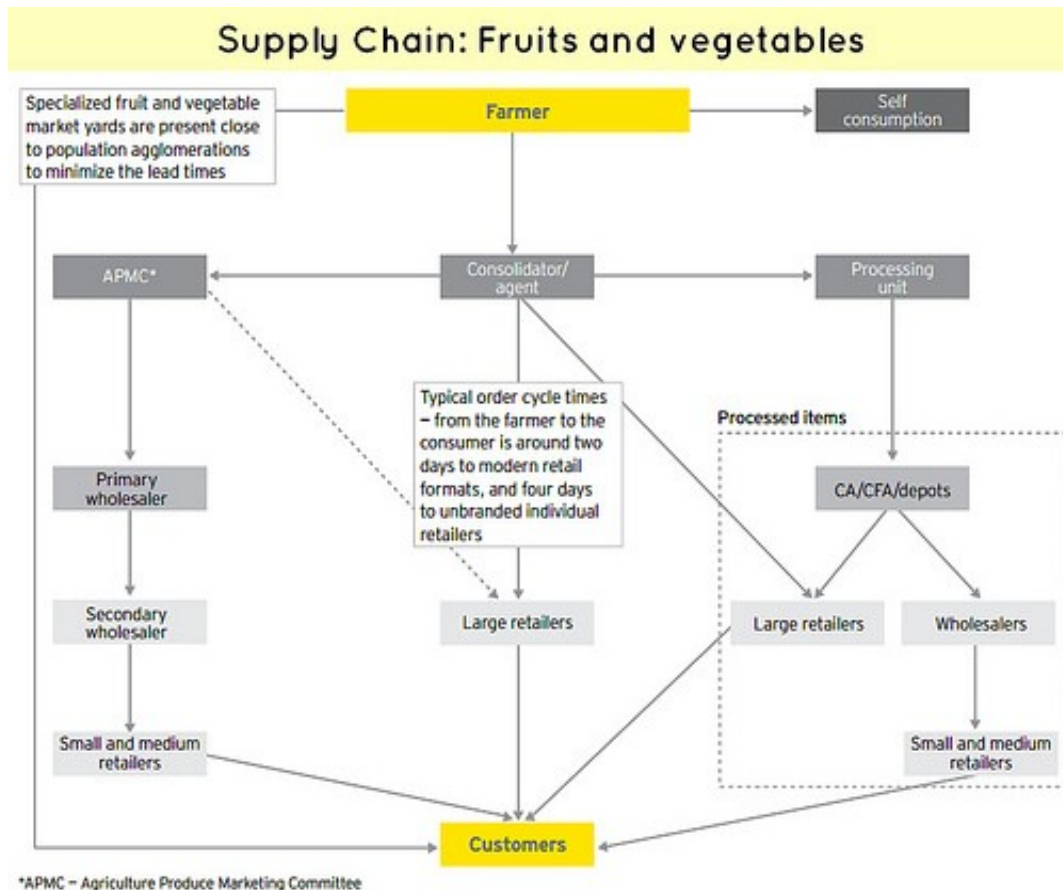 Supply Chain: Fruits and vegetables
Specialized fruit and vegetable
market yards are present close
to population agglomerations
to minimize the lead times
Farmer
Self
consumption
APMC*
Consolidator/
agent
Processing
unit
Typical order cycle times
– from the farmer to the
consumer is around two
days to modern retail
formats, and four days
to unbranded individual
retailers
Processed items
Primary
wholesaler
CA/CFA/depots
Secondary
wholesaler
Large retailers
Large retailers
Wholesalers
Small and medium
retailers
Small and medium
retailers
Customers
*APMC – Agriculture Produce Marketing Committee